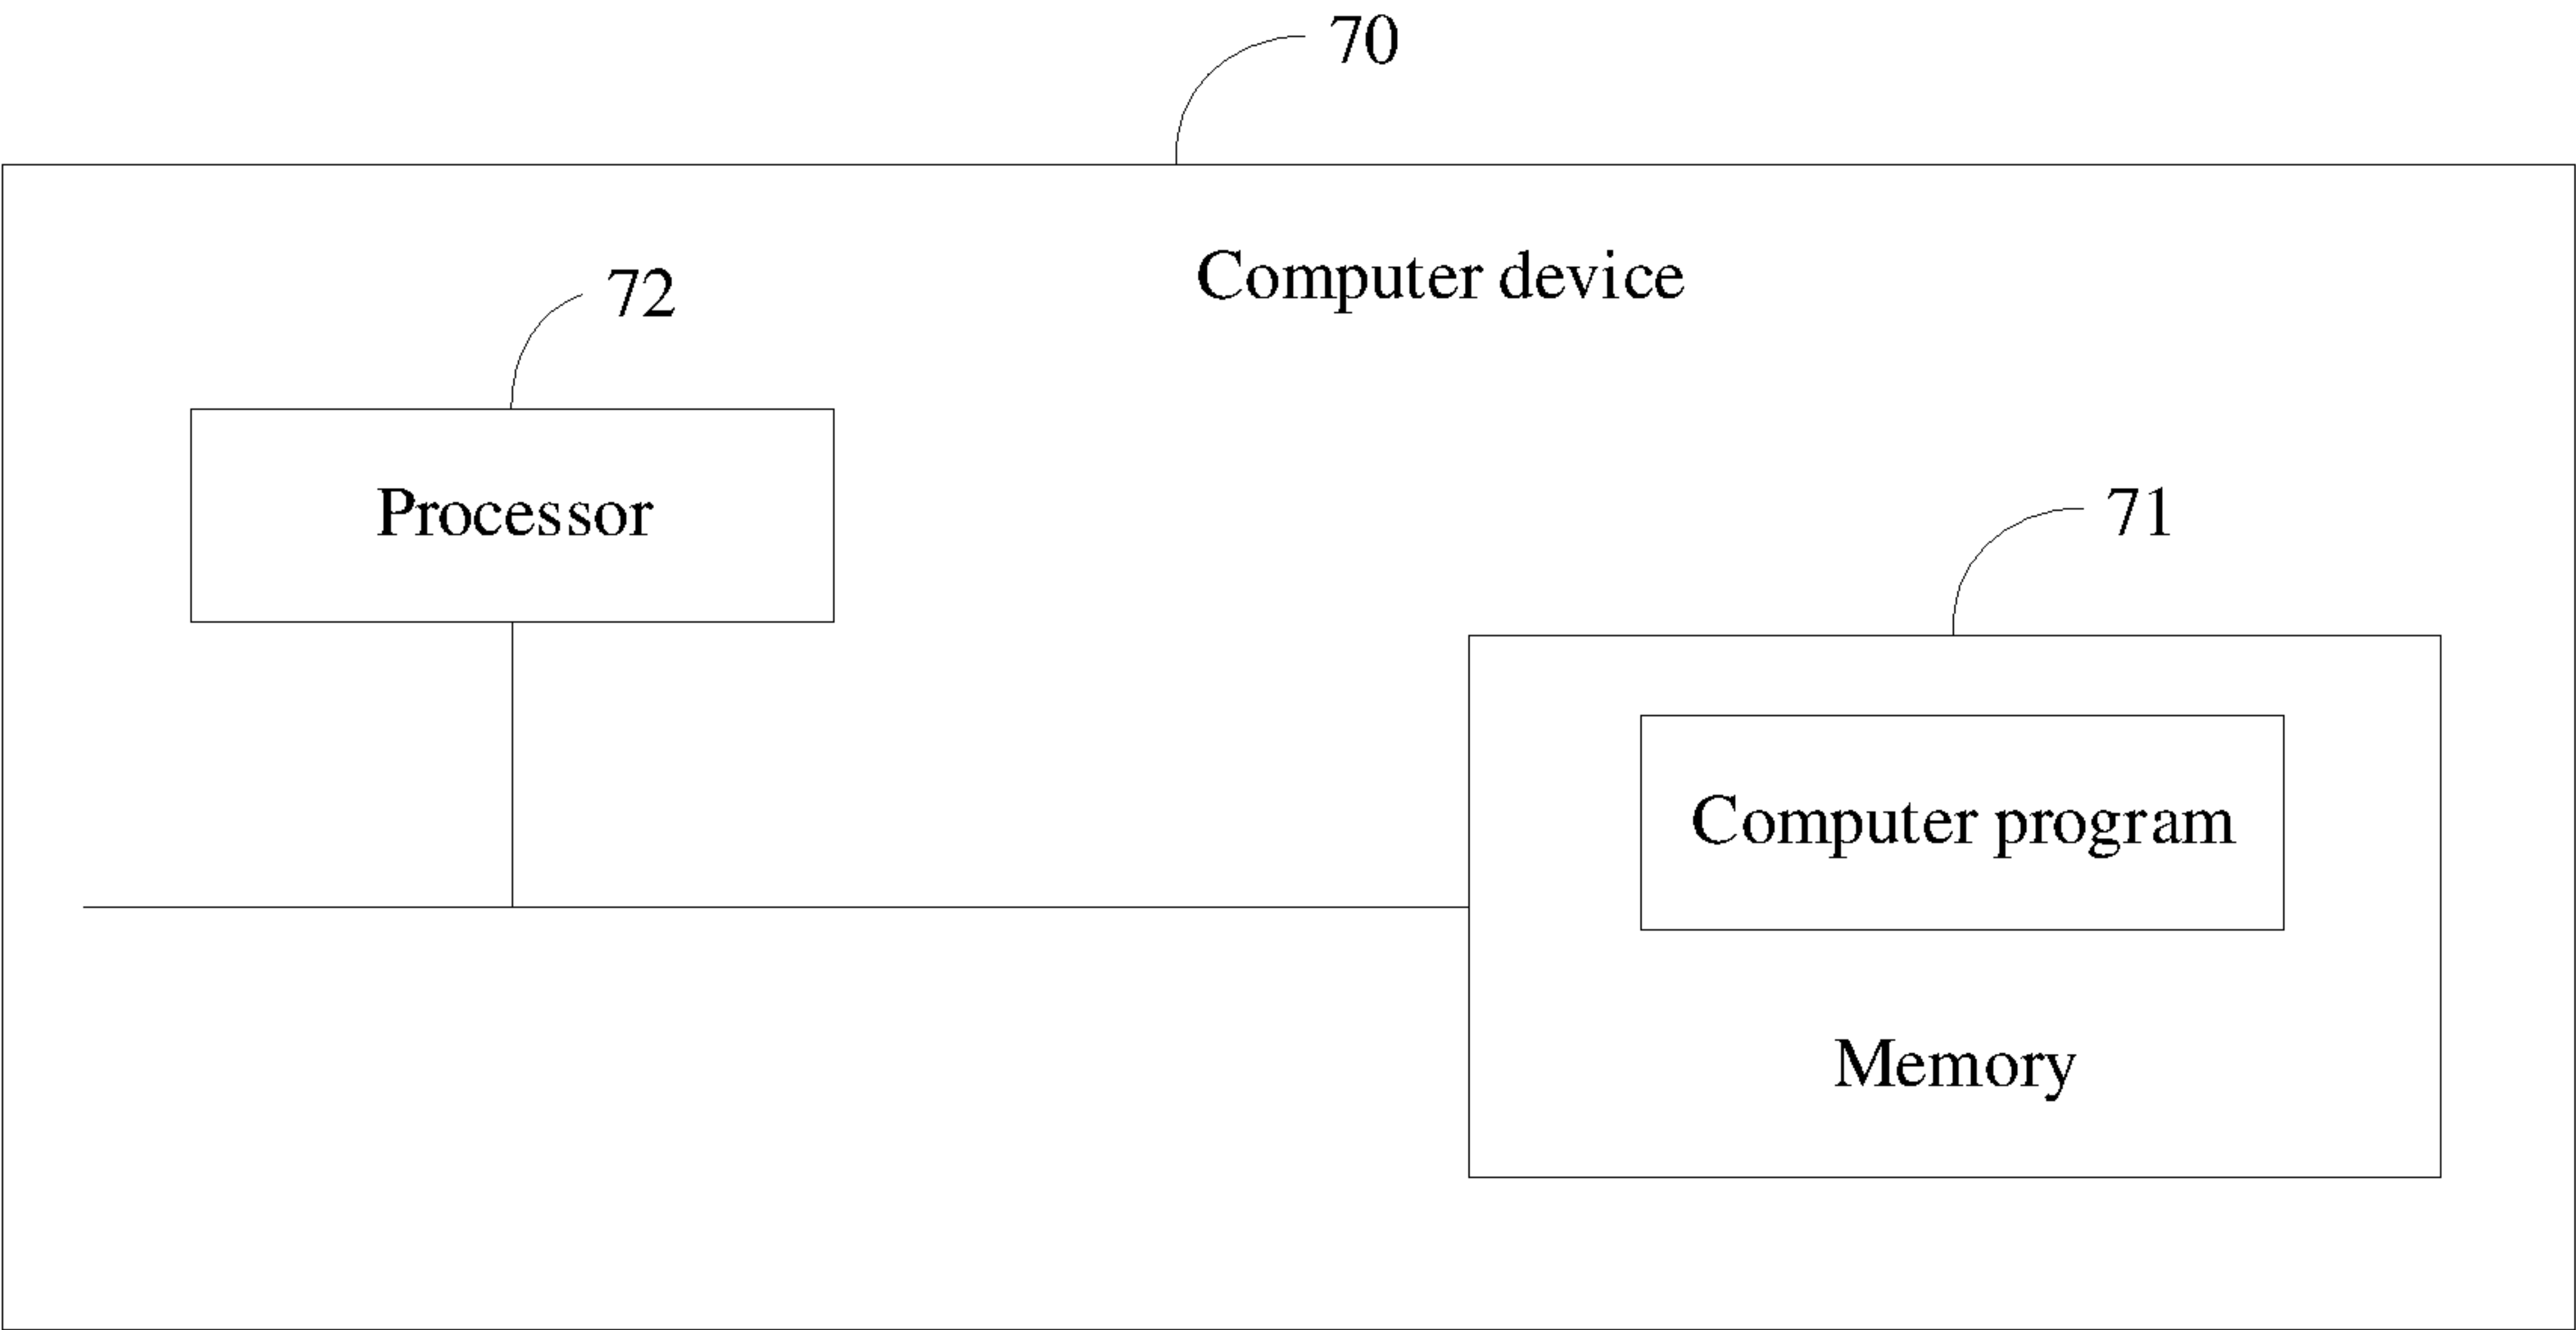 70
Computer device
72
Processor
71
Computer program
Memory